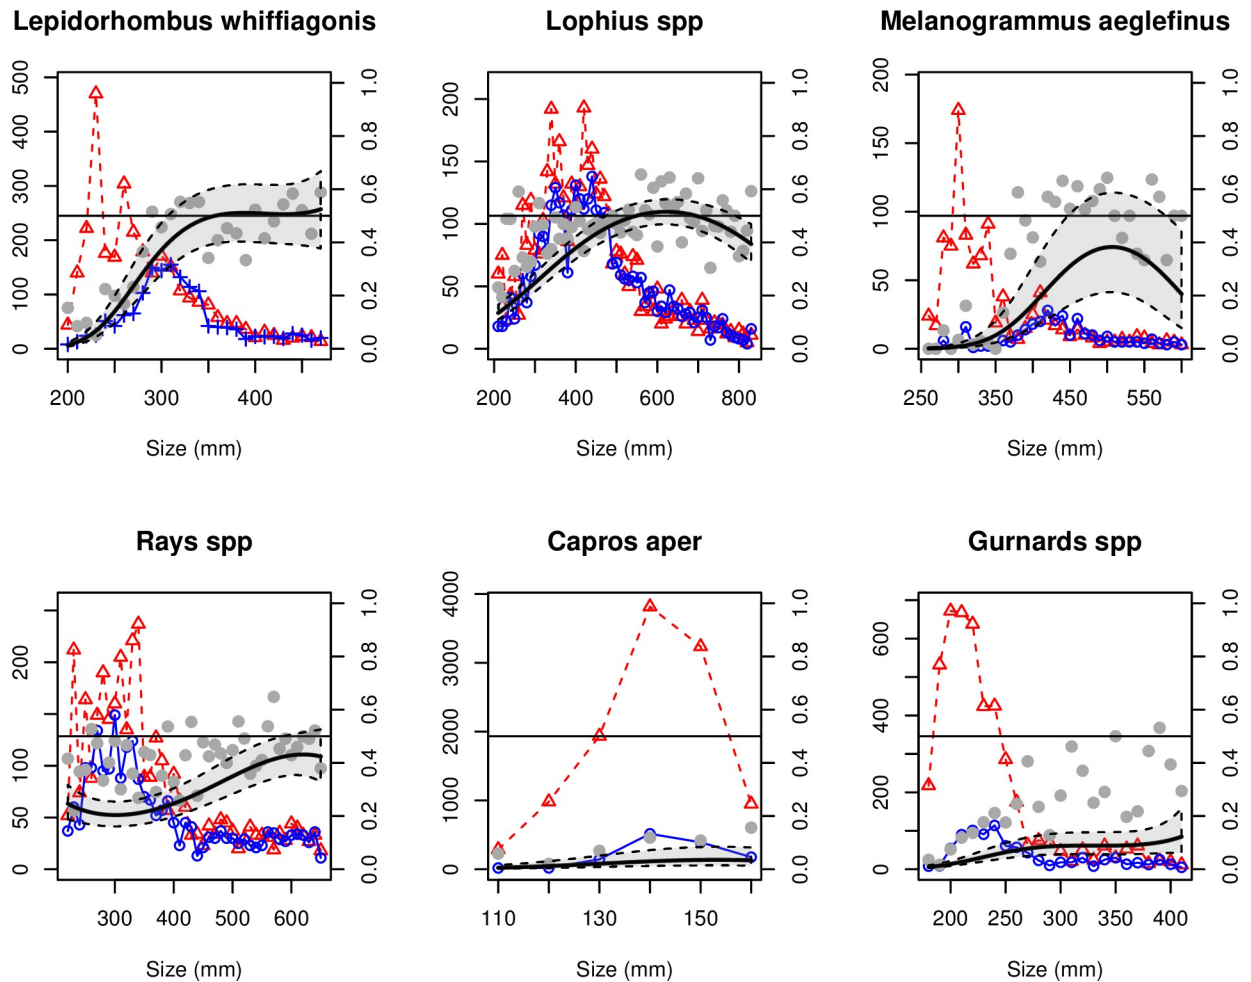 Lepidorhombus whiffiagonis
Lophius spp
Melanogrammus aeglefinus
0 100 200 300 400 500
0.0 0.2 0.4 0.6 0.8 1.0
200 300 400
Size (mm)
0 50 100 150 200
0.0 0.2 0.4 0.6 0.8 1.0
200 400 600 800
Size (mm)
0 50 100 150 200
0.0 0.2 0.4 0.6 0.8 1.0
250 350 450 550
Size (mm)
Rays spp
Capros aper
Gurnards spp
0 50 100 200
0.0 0.2 0.4 0.6 0.8 1.0
300 400 500 600
Size (mm)
0 1000 2000 3000 4000
0.0 0.2 0.4 0.6 0.8 1.0
110 130 150
Size (mm)
0 200 400 600
0.0 0.2 0.4 0.6 0.8 1.0
200 250 300 350 400
Size (mm)